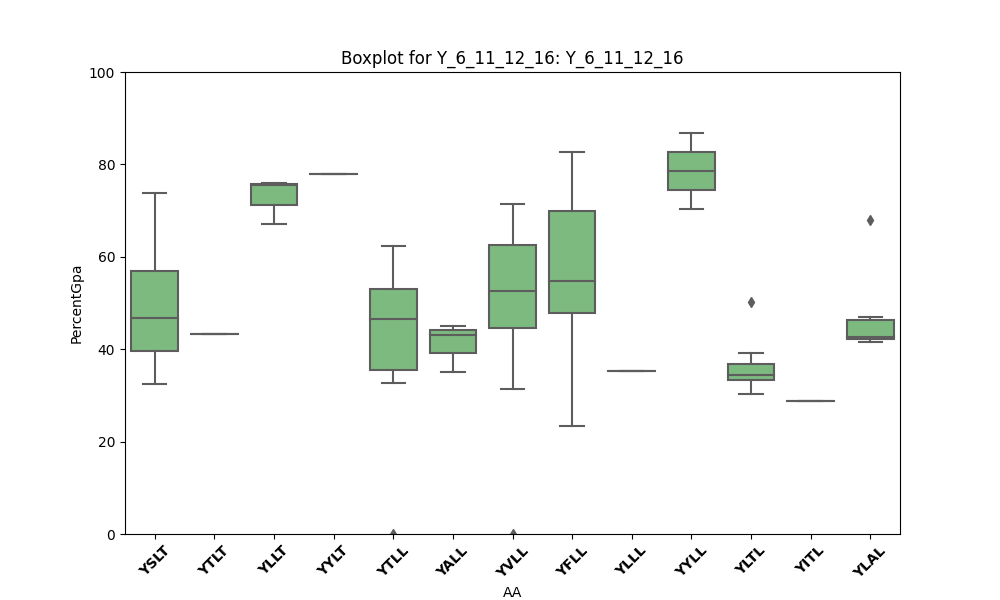 Boxplot for Y_6_11_12_16: Y_6_11_12_16
100
80
60
40
20
0
PercentGpa
YSLT YTLT YLLT YYLT YTLL YALL YVLL YFLL YLLL YYLL YLTL YITL YLAL
AA